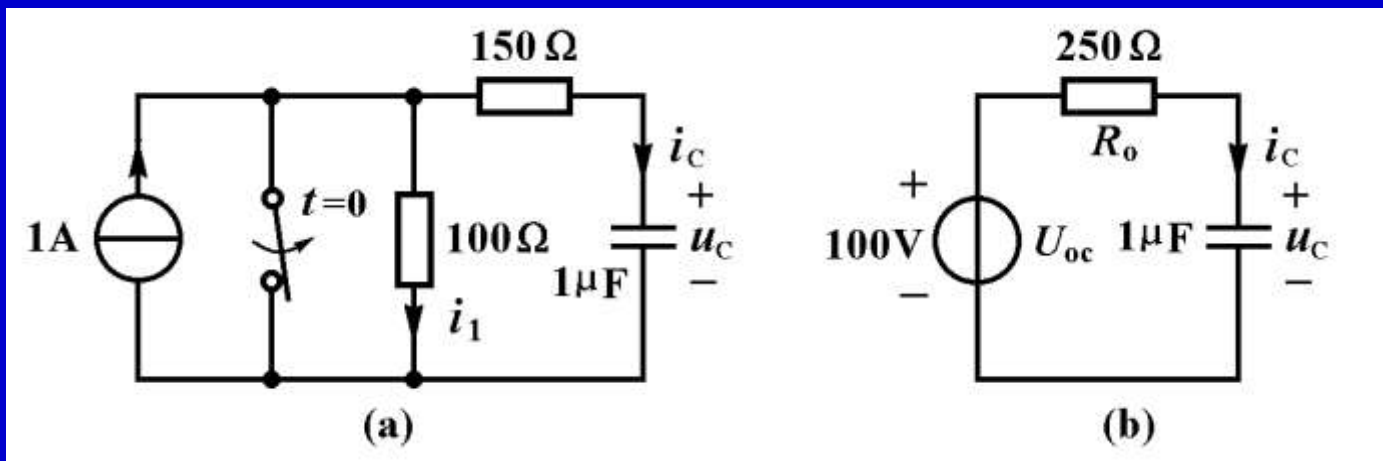 150 Ω
250 Ω
i_C
R_o
i_C
t=0
+
+
+
1A
100 Ω
u_C
100V
U_oc
1μF
u_C
1μF
−
−
−
i_1
(a)
(b)